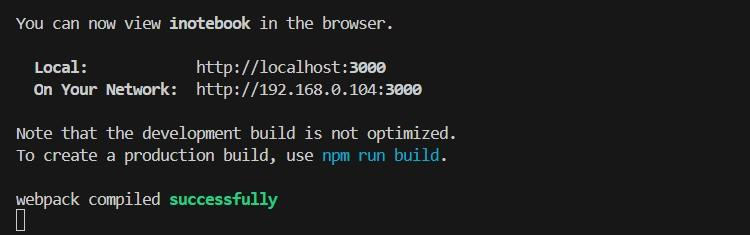 You can now view inotebook in the browser.
Local: http://localhost:3000
On Your Network: http://192.168.0.104:3000
Note that the development build is not optimized.
To create a production build, use npm run build.
webpack compiled successfully